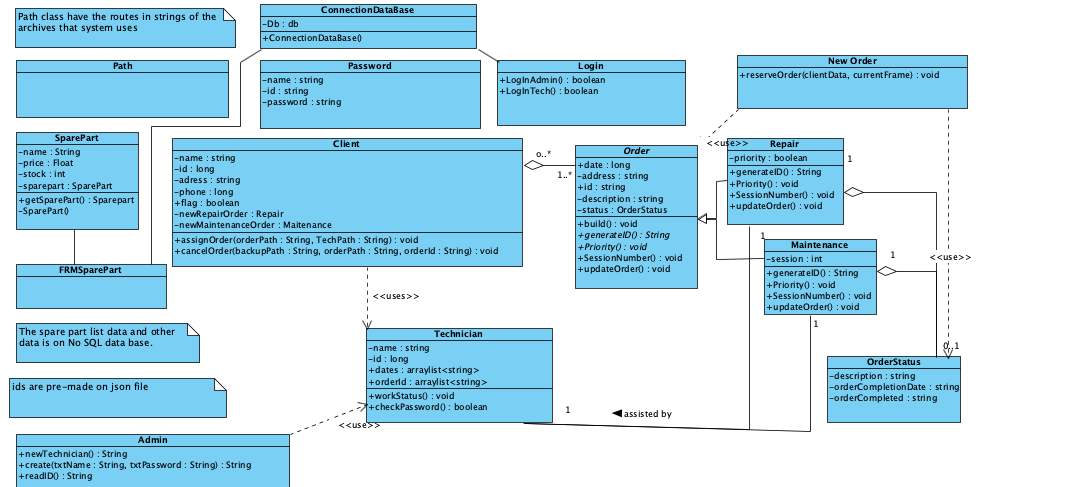 Path class have the routes in strings of the
archives that system uses
ConnectionDataBase
-Db : db
+ConnectionDataBase()
Path
Password
-name : string
-id : string
-password : string
Login
+LogInAdmin() : boolean
+LogInTech() : boolean
New Order
+reserveOrder(clientData, currentFrame) : void
SparePart
-name : String
-price : Float
-stock : int
-sparepart : SparePart
+getSparePart() : Sparepart
-SparePart()
Client
-name : string
-id : long
-adress : string
-phone : long
+flag : boolean
-newRepairOrder : Repair
-newMaintenanceOrder : Maitenance
+assignOrder(orderPath : String, TechPath : String) : void
+cancelOrder(backupPath : String, orderPath : String, orderId : String) : void
o..*
1..*
Order
+date : long
-address : string
+id : string
-description : string
-status : OrderStatus
+build() : void
+generateID() : String
+Priority() : void
+SessionNumber() : void
+updateOrder() : void
<<use>>
Repair
-priority : boolean
+generateID() : String
+Priority() : void
+SessionNumber() : void
+updateOrder() : void
1
1
Maintenance
-session : int
+generateID() : String
+Priority() : void
+SessionNumber() : void
+updateOrder() : void
1
<<use>>
FRMSparePart
<<uses>>
The spare part list data and other
data is on No SQL data base.
Technician
-name : string
-id : long
+dates : arraylist<string>
+orderId : arraylist<string>
+workStatus() : void
+checkPassword() : boolean
1
0..1
OrderStatus
-description : string
-orderCompletionDate : string
-orderCompleted : string
ids are pre-made on json file
1
assisted by
<<use>>
Admin
+newTechnician() : String
+create(txtName : String, txtPassword : String) : String
+readID() : String